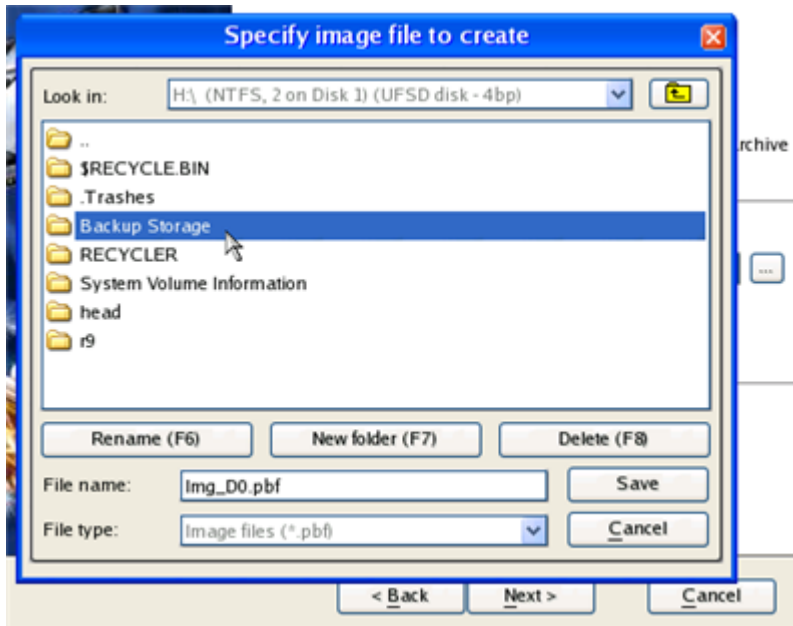 Specify image file to create
Look in: H:\ (NTFS, 2 on Disk 1) (UFSD disk - 4bp)
..
$RECYCLE.BIN
.Trashes
Backup Storage
RECYCLER
System Volume Information
head
r9
Rename (F6) New folder (F7) Delete (F8)
File name: Img_D0.pbf Save
File type: Image files (*.pbf) Cancel
rchive
...
< Back Next > Cancel